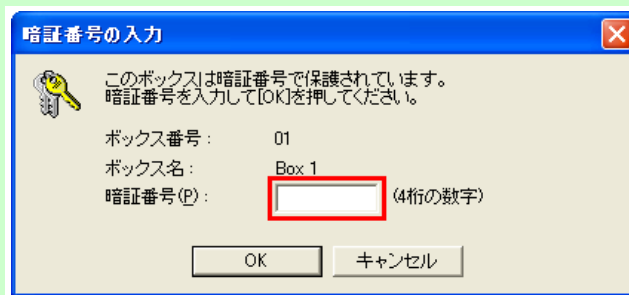 暗証番号の入力
このボックスは暗証番号で保護されています。
暗証番号を入力して[OK]を押してください。
ボックス番号： 01
ボックス名： Box 1
暗証番号(P)： (4桁の数字)
OK キャンセル